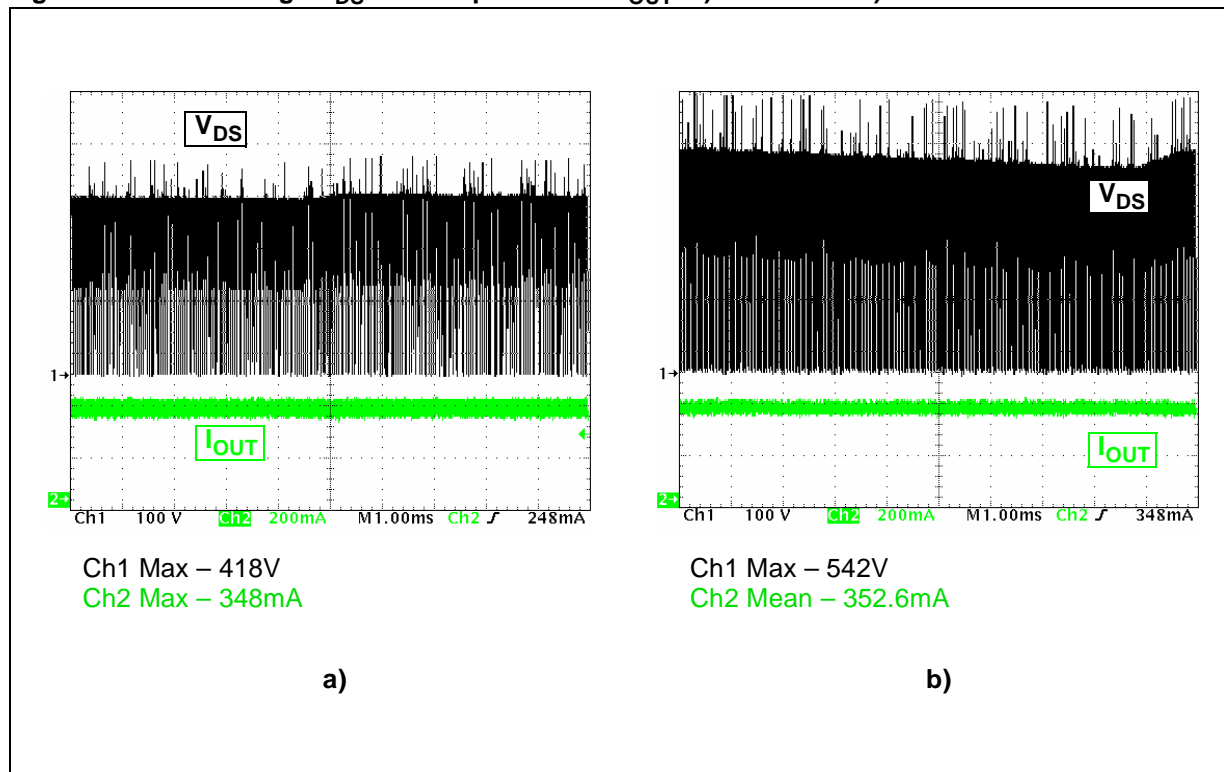 V_DS
V_DS
1→
1→
I_OUT
I_OUT
2→
2→
Ch1 100 V Ch2 200mA M1.00ms Ch2 248mA
Ch1 100 V Ch2 200mA M1.00ms Ch2 348mA
Ch1 Max – 418V
Ch2 Max – 348mA
Ch1 Max – 542V
Ch2 Mean – 352.6mA
a)
b)